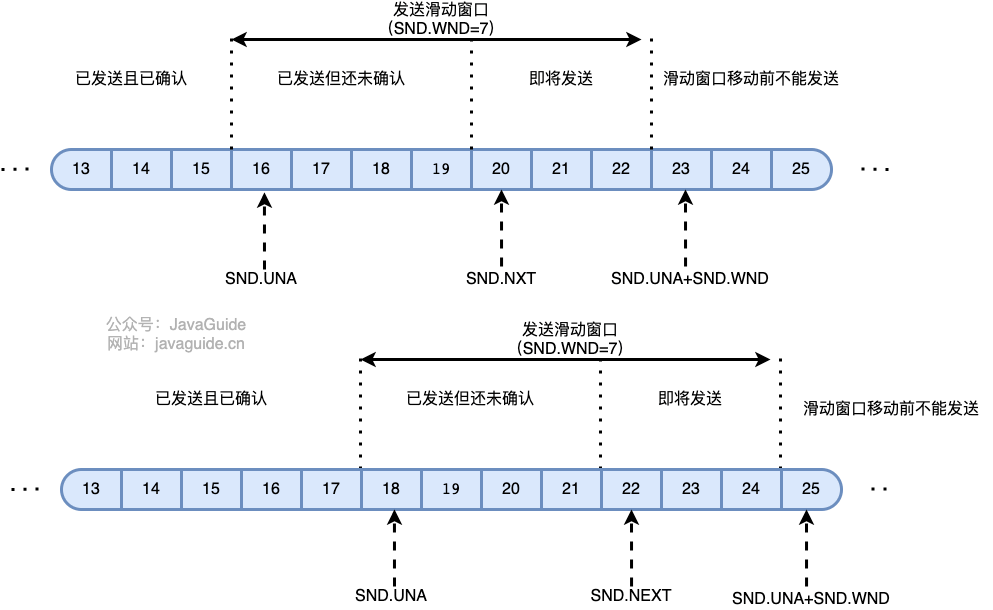 发送滑动窗口
(SND.WND=7)
已发送且已确认 已发送但还未确认 即将发送 滑动窗口移动前不能发送
... 13 14 15 16 17 18 19 20 21 22 23 24 25 ...
SND.UNA SND.NXT SND.UNA+SND.WND
公众号：JavaGuide
网站：javaguide.cn
发送滑动窗口
(SND.WND=7)
已发送且已确认 已发送但还未确认 即将发送 滑动窗口移动前不能发送
... 13 14 15 16 17 18 19 20 21 22 23 24 25 ..
SND.UNA SND.NEXT SND.UNA+SND.WND